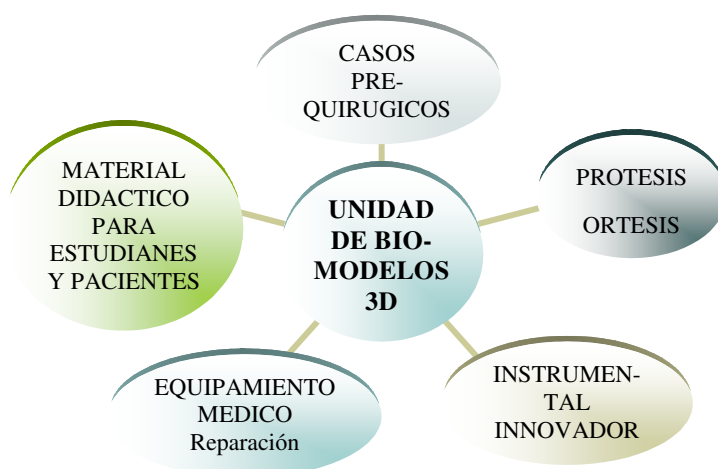 CASOS
PRE-
QUIRUGICOS
MATERIAL
DIDACTICO
PARA
ESTUDIANES
Y PACIENTES
UNIDAD
DE BIO-
MODELOS
3D
PROTESIS
ORTESIS
EQUIPAMIENTO
MEDICO
Reparación
INSTRUMEN-
TAL
INNOVADOR